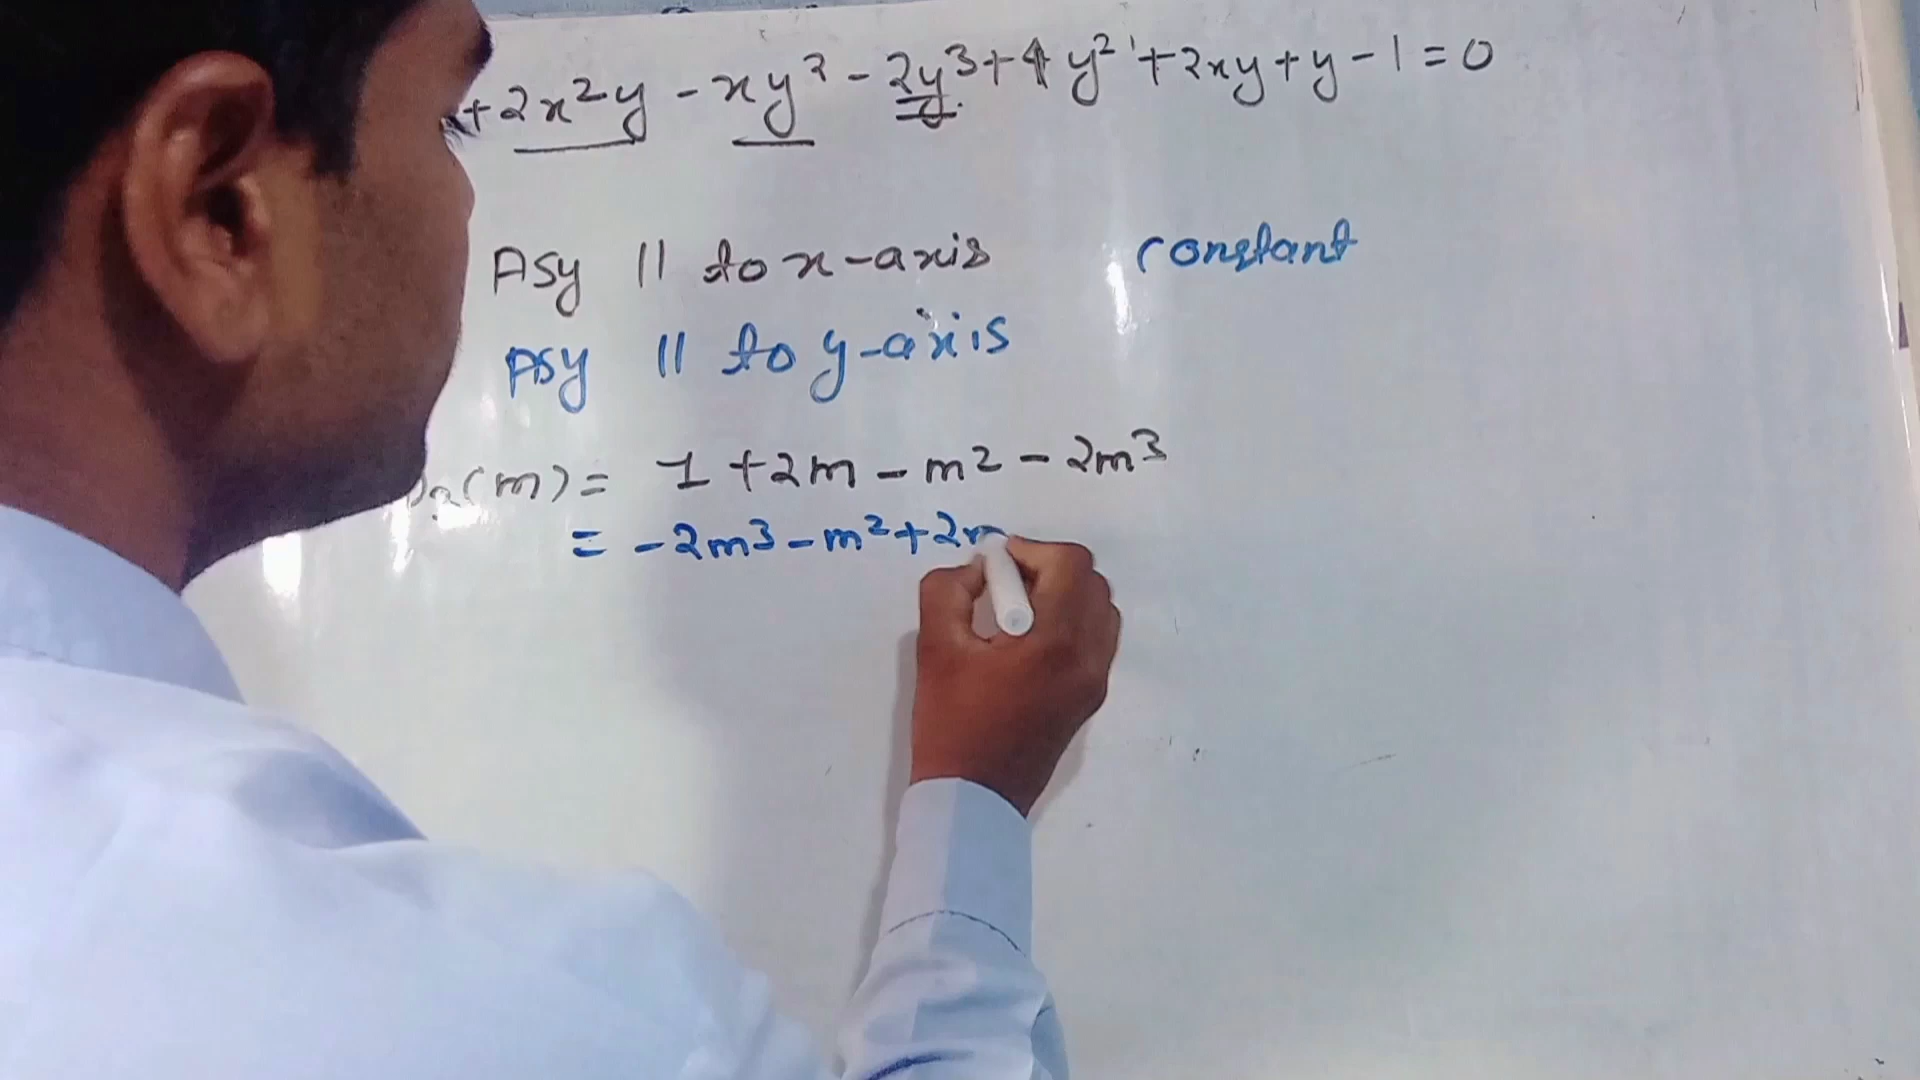 +2x²y - xy² - 2y³ + 4y² + 2xy + y - 1 = 0
Asy || to x-axis constant
Asy || to y-axis
(m) = 1 + 2m - m² - 2m³
= -2m³ - m² + 2m